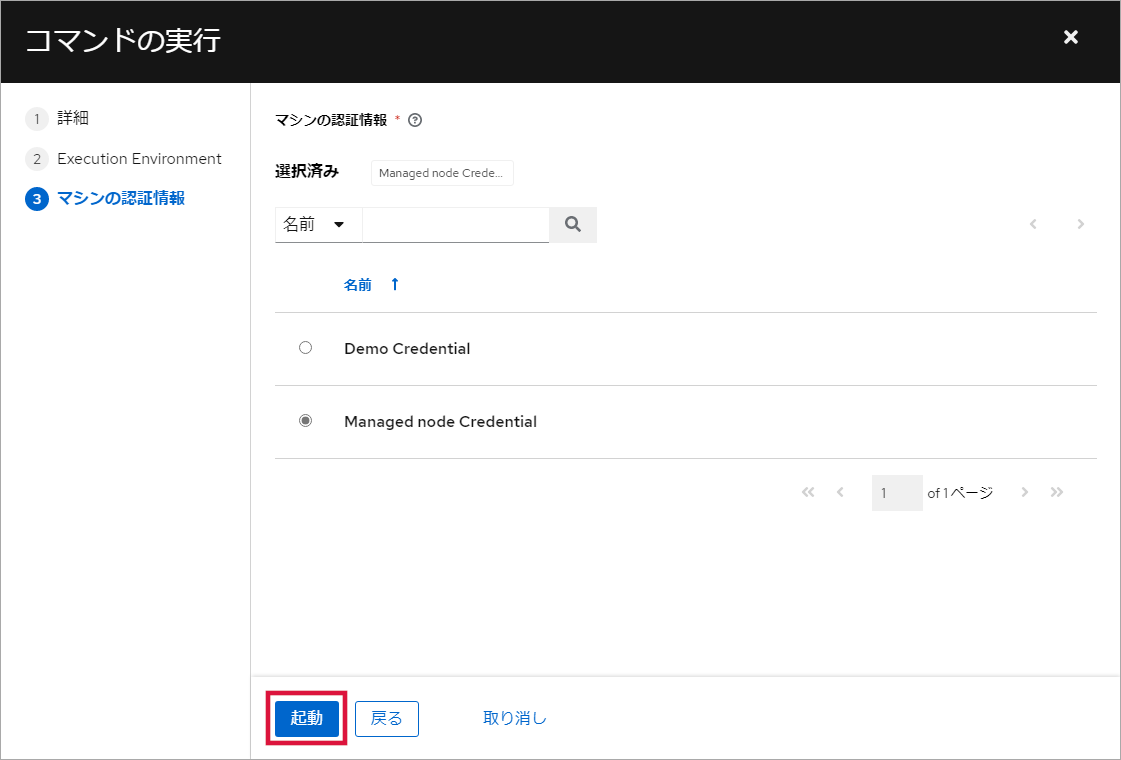 コマンドの実行
1 詳細
2 Execution Environment
3 マシンの認証情報
マシンの認証情報 *
選択済み Managed node Crede...
名前
名前
Demo Credential
Managed node Credential
1 of 1 ページ
起動 戻る 取り消し